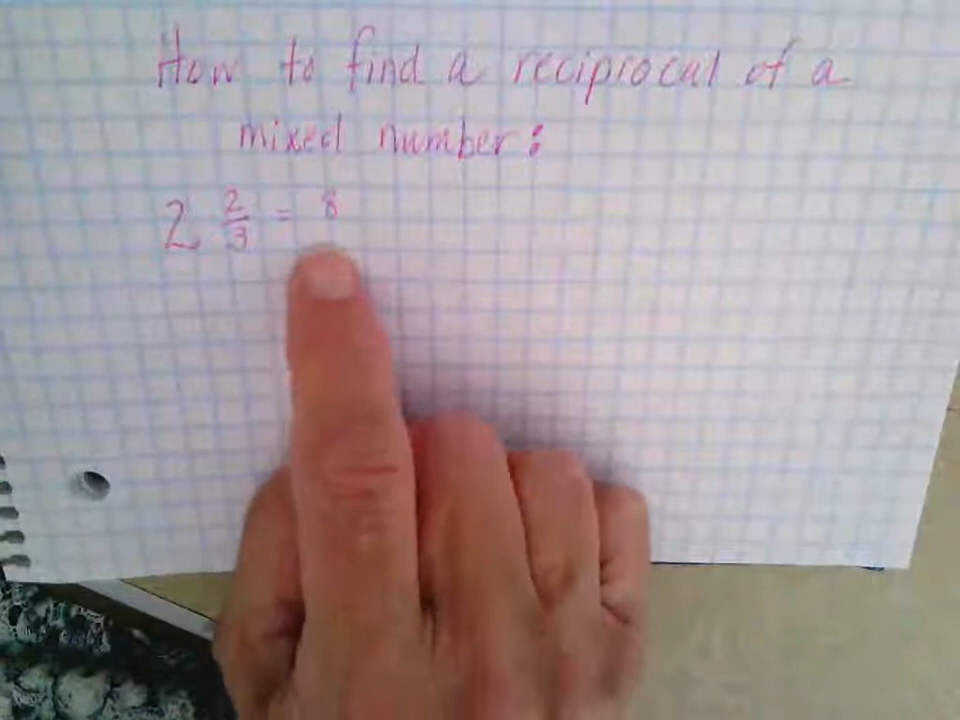 How to find a reciprocal of a
mixed number:
2 2/3 = 8